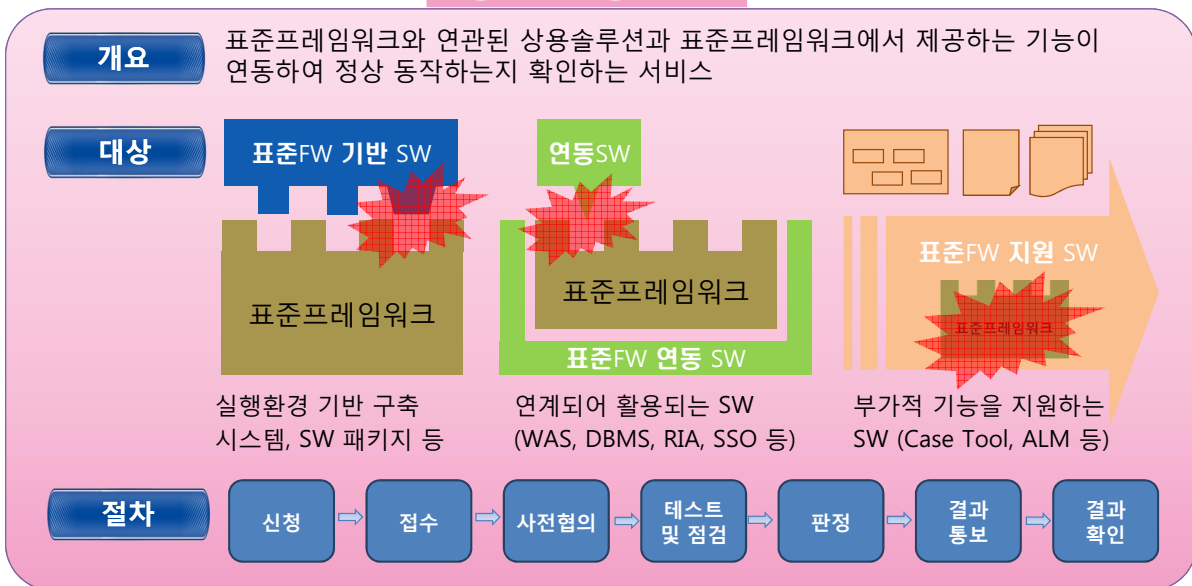 개요
표준프레임워크와 연관된 상용솔루션과 표준프레임워크에서 제공하는 기능이
연동하여 정상 동작하는지 확인하는 서비스
대상
표준FW 기반 SW
표준프레임워크
실행환경 기반 구축
시스템, SW 패키지 등
연동SW
표준프레임워크
표준FW 연동 SW
연계되어 활용되는 SW
(WAS, DBMS, RIA, SSO 등)
표준FW 지원 SW
표준프레임워크
부가적 기능을 지원하는
SW (Case Tool, ALM 등)
절차
신청
접수
사전협의
테스트
및 점검
판정
결과
통보
결과
확인